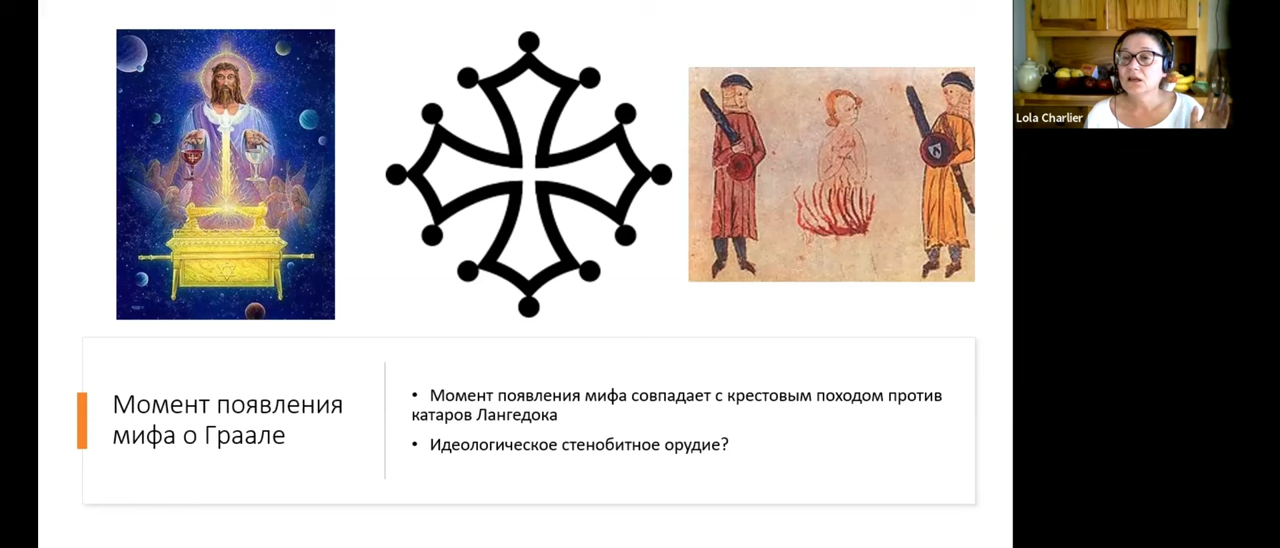 Lola Charlier
Момент появления
мифа о Граале
• Момент появления мифа совпадает с крестовым походом против
катаров Лангедока
• Идеологическое стенобитное орудие?